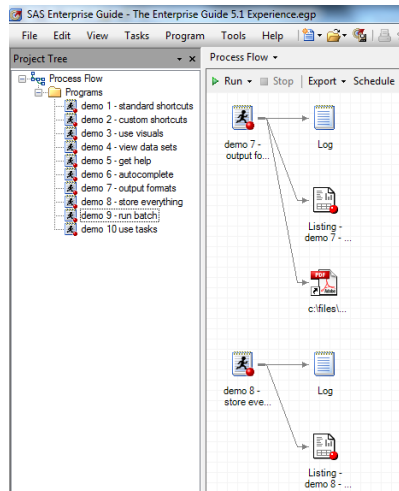 SAS Enterprise Guide - The Enterprise Guide 5.1 Experience.egp
File Edit View Tasks Program Tools Help
Project Tree
Process Flow
Process Flow
Programs
demo 1 - standard shortcuts
demo 2 - custom shortcuts
demo 3 - use visuals
demo 4 - view data sets
demo 5 - get help
demo 6 - autocomplete
demo 7 - output formats
demo 8 - store everything
demo 9 - run batch
demo 10 use tasks
Run Stop Export Schedule
demo 7 -
output fo...
Log
Listing -
demo 7 - ...
PDF
Adobe
c:\files\...
demo 8 -
store eve...
Log
Listing -
demo 8 - ...